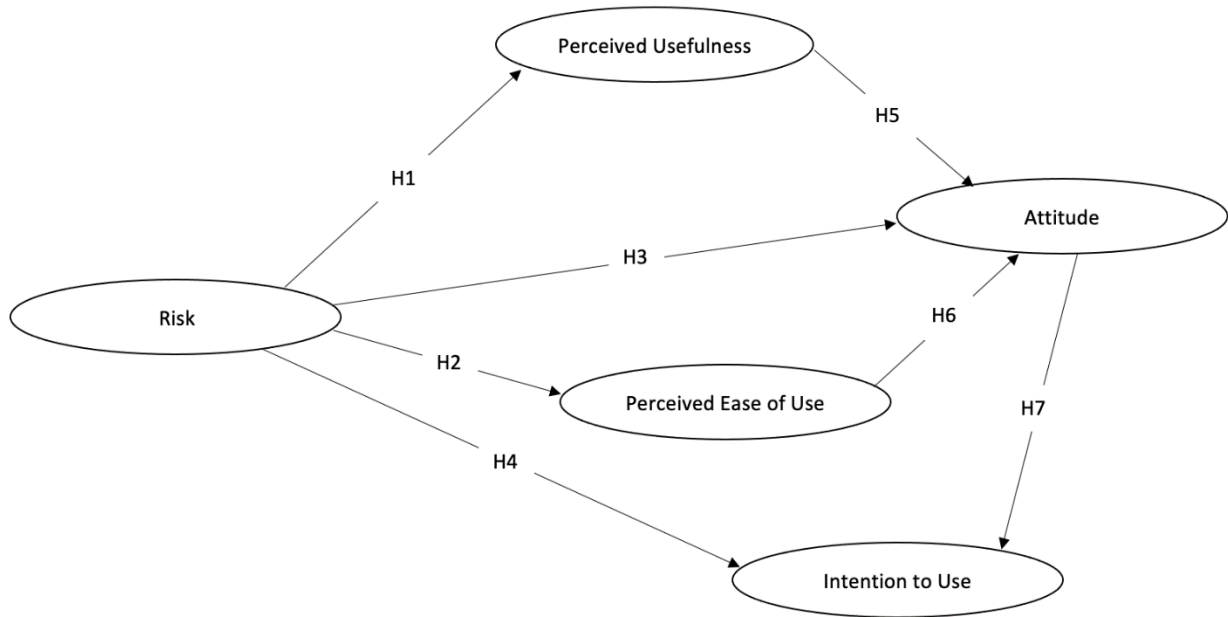 Perceived Usefulness
H5
H1
Attitude
H3
Risk
H6
H2
Perceived Ease of Use
H7
H4
Intention to Use